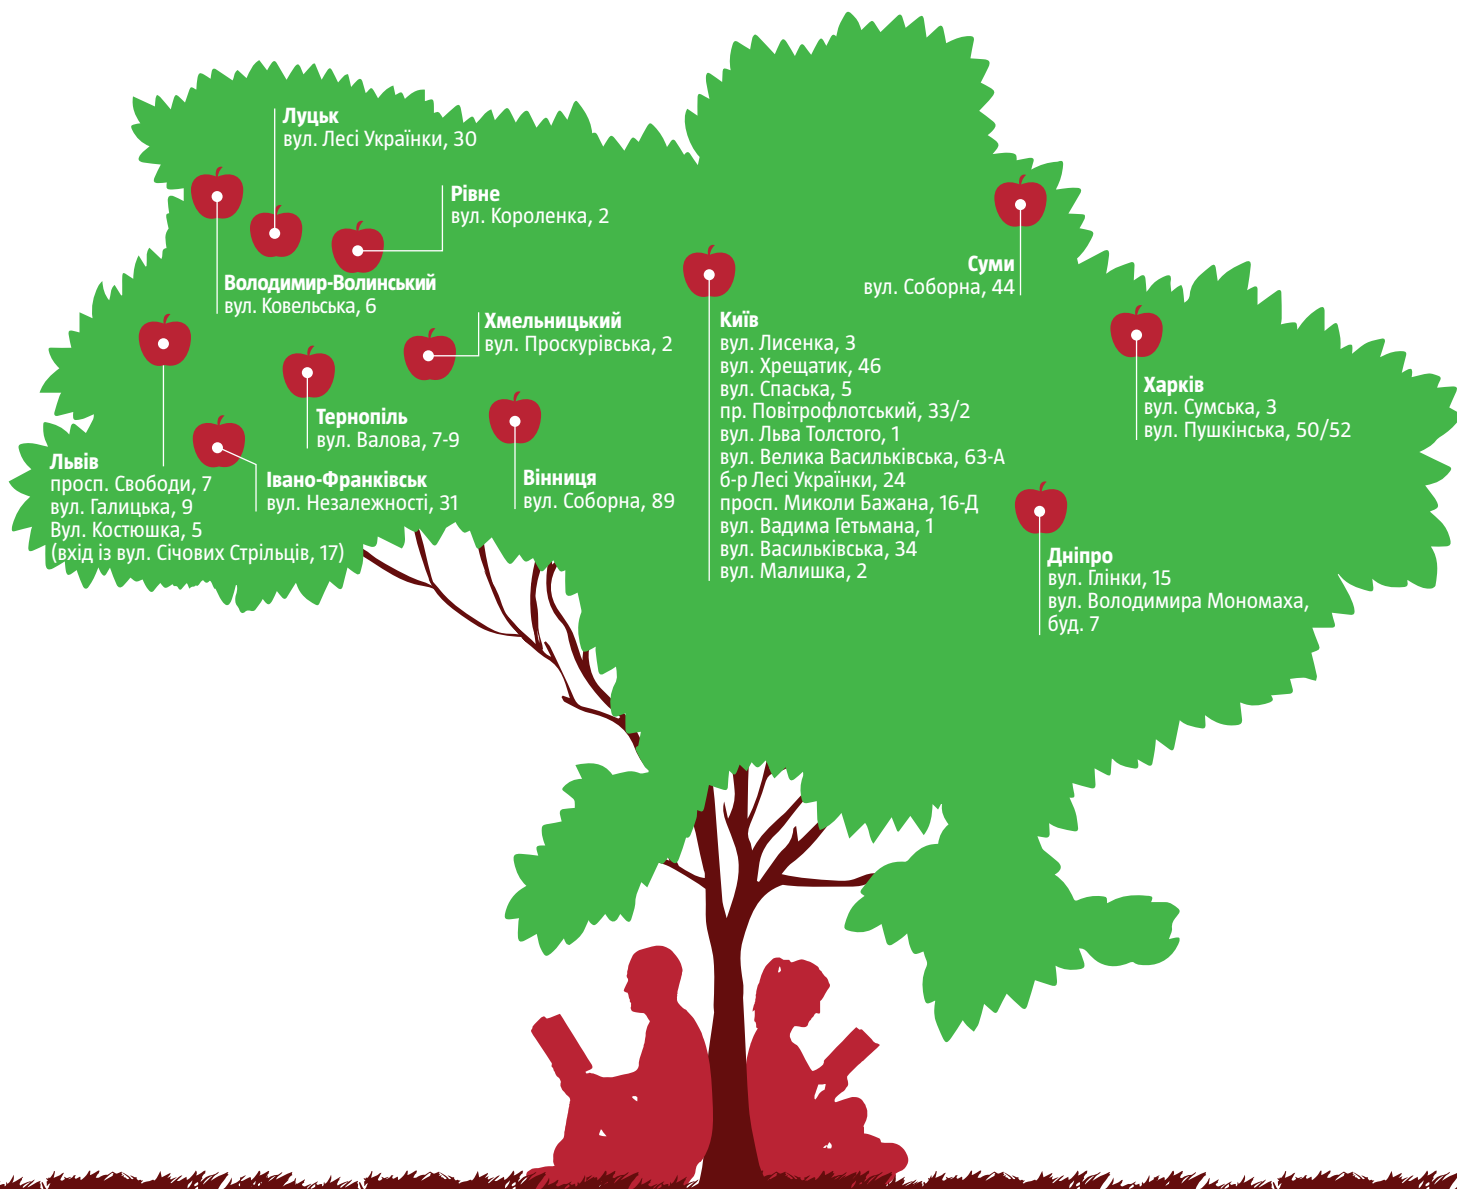 Луцьк
вул. Лесі Українки, 30
Рівне
вул. Короленка, 2
Володимир-Волинський
вул. Ковельська, 6
Суми
вул. Соборна, 44
Хмельницький
вул. Проскурівська, 2
Київ
вул. Лисенка, 3
вул. Хрещатик, 46
вул. Спаська, 5
пр. Повітрофлотський, 33/2
вул. Льва Толстого, 1
вул. Велика Васильківська, 63-А
б-р Лесі Українки, 24
просп. Миколи Бажана, 16-Д
вул. Вадима Гетьмана, 1
вул. Васильківська, 34
вул. Малишка, 2
Харків
вул. Сумська, 3
вул. Пушкінська, 50/52
Тернопіль
вул. Валова, 7-9
Львів
просп. Свободи, 7
вул. Галицька, 9
Вул. Костюшка, 5
(вхід із вул. Січових Стрільців, 17)
Івано-Франківськ
вул. Незалежності, 31
Вінниця
вул. Соборна, 89
Дніпро
вул. Глінки, 15
вул. Володимира Мономаха,
буд. 7